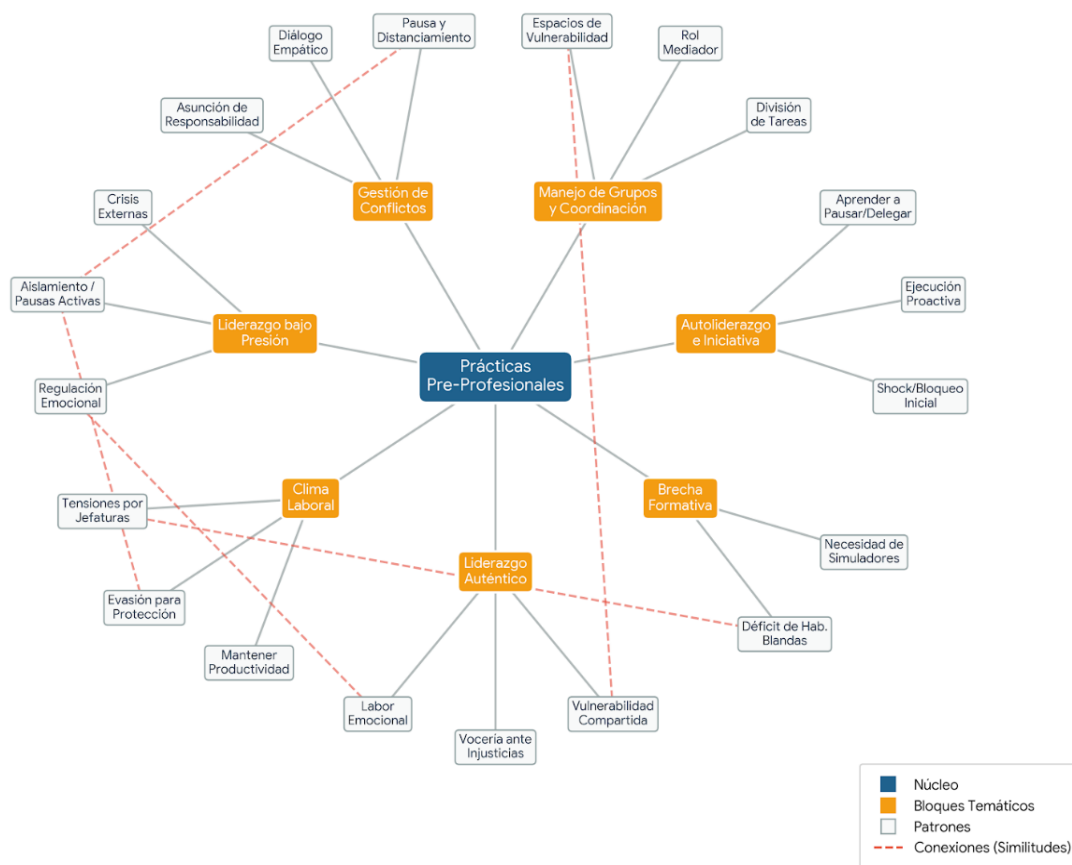 Pausa y
Distanciamiento
Espacios de
Vulnerabilidad
Diálogo
Empático
Rol
Mediador
Asunción de
Responsabilidad
División
de Tareas
Gestión de
Conflictos
Manejo de Grupos
y Coordinación
Crisis
Externas
Aprender a
Pausar/Delegar
Aislamiento /
Pausas Activas
Ejecución
Proactiva
Liderazgo bajo
Presión
Autoliderazgo
e Iniciativa
Prácticas
Pre-Profesionales
Regulación
Emocional
Shock/Bloqueo
Inicial
Clima
Laboral
Brecha
Formativa
Tensiones por
Jefaturas
Necesidad de
Simuladores
Liderazgo
Auténtico
Evasión para
Protección
Déficit de Hab.
Blandas
Mantener
Productividad
Labor
Emocional
Vulnerabilidad
Compartida
Vocería ante
Injusticias
Núcleo
Bloques Temáticos
Patrones
Conexiones (Similitudes)